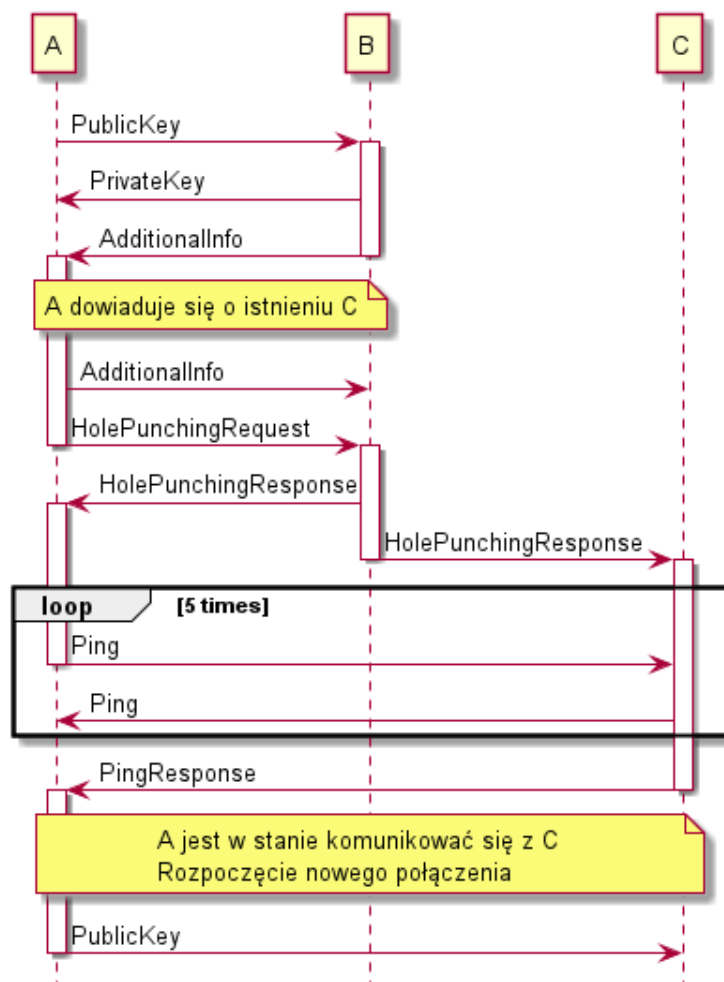 A
B
C
PublicKey
PrivateKey
AdditionalInfo
A dowiaduje się o istnieniu C
AdditionalInfo
HolePunchingRequest
HolePunchingResponse
HolePunchingResponse
loop [5 times]
Ping
Ping
PingResponse
A jest w stanie komunikować się z C
Rozpoczęcie nowego połączenia
PublicKey